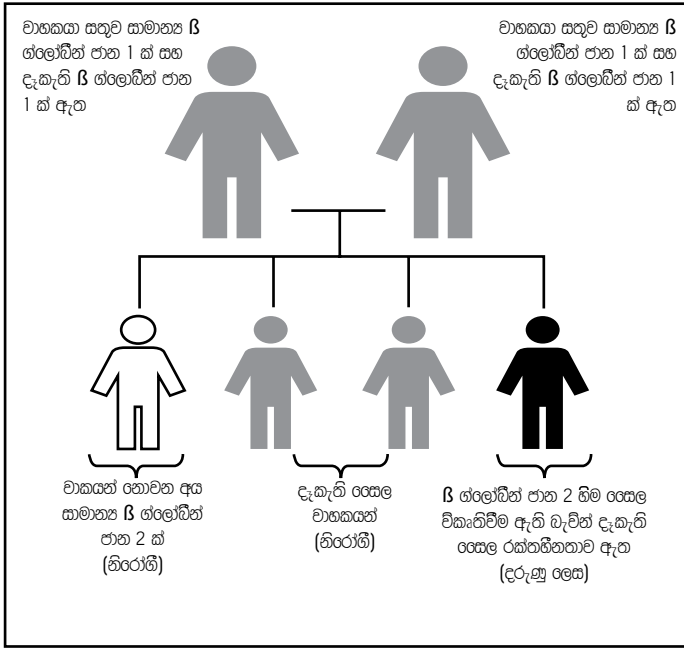 වාහකයා සතුව සාමාන්‍ය ß
ග්ලෝබීන් ජාන 1 ක් සහ
දෑකැති ß ග්ලොබීන් ජාන
1 ක් ඇත
වාහකයා සතුව සාමාන්‍ය ß
ග්ලෝබීන් ජාන 1 ක් සහ
දෑකැති ß ග්ලෝබීන් ජාන 1
ක් ඇත
වාකයන් නොවන අය
සාමාන්‍ය ß ග්ලෝබීන්
ජාන 2 ක්
(නිරෝගී)
දෑකැති සෛල
වාහකයන්
(නිරෝගී)
ß ග්ලෝබීන් ජාන 2 හිම සෛල
විකෘතිවීම ඇති බැවින් දෑකැති
සෛල රක්තහීනතාව ඇත
(දරුණු ලෙස)